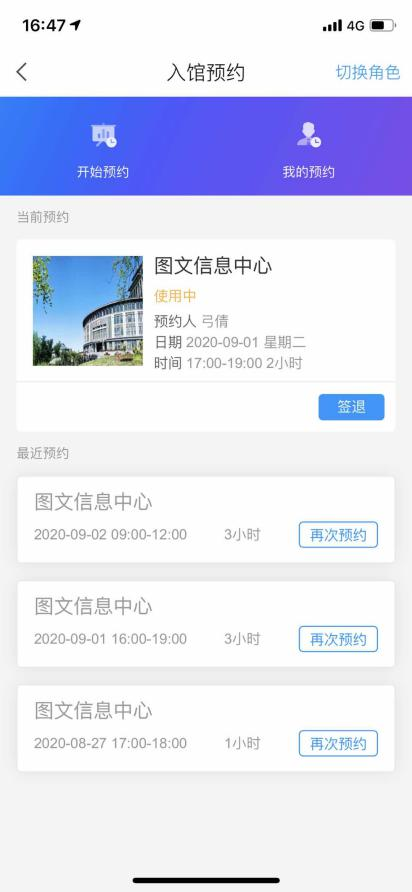 16:47 4G
入馆预约 切换角色
开始预约 我的预约
当前预约
图文信息中心
使用中
预约人 弓倩
日期 2020-09-01 星期二
时间 17:00-19:00 2小时
签退
最近预约
图文信息中心
2020-09-02 09:00-12:00 3小时 再次预约
图文信息中心
2020-09-01 16:00-19:00 3小时 再次预约
图文信息中心
2020-08-27 17:00-18:00 1小时 再次预约